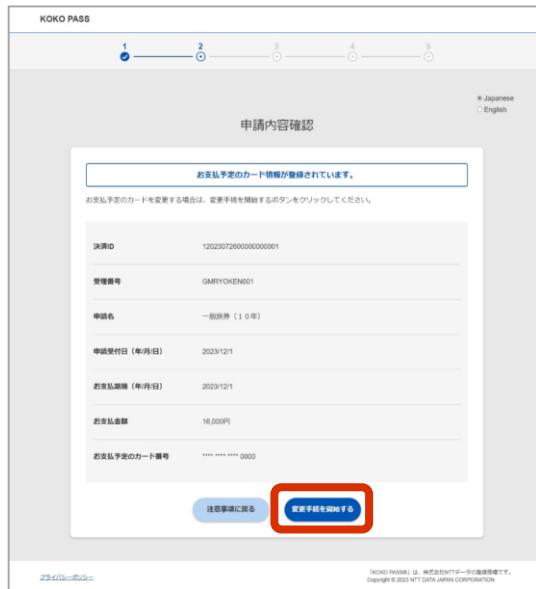 KOKO PASS
1 2 3 4 5
Japanese
English
申請内容確認
お支払予定のカード情報が登録されています。
お支払予定のカードを変更する場合は、変更手続を開始するボタンをクリックしてください。
決済ID 12023072600000000001
受理番号 GMRYOKEN001
申請名 一般旅券（１０年）
申請受付日（年/月/日） 2023/12/1
お支払期限（年/月/日） 2023/12/1
お支払金額 16,000円
お支払予定のカード番号 **** **** **** 0000
注意事項に戻る 変更手続を開始する
プライバシーポリシー
「KOKO PASS®」は、株式会社NTTデータの登録商標です。
Copyright © 2023 NTT DATA JAPAN CORPORATION